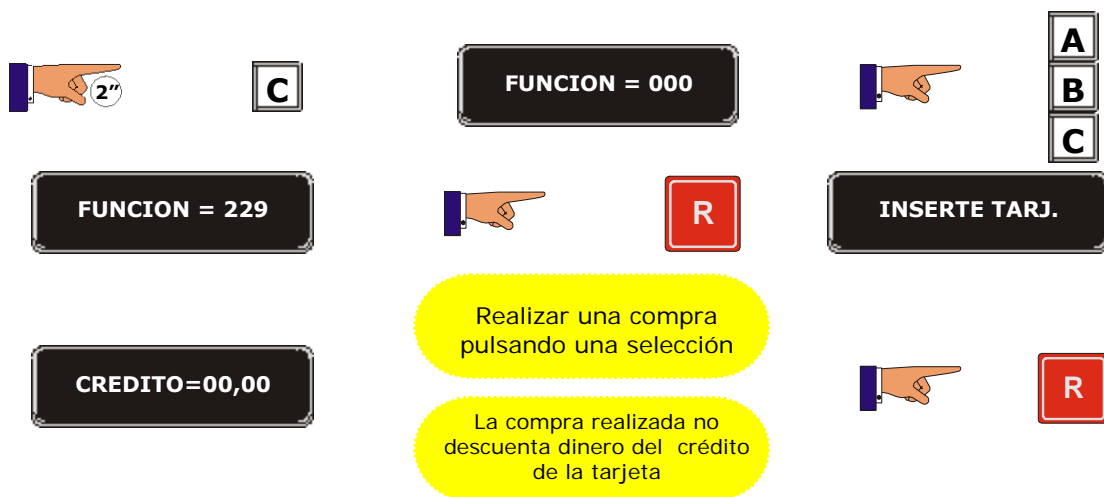 2”
C
FUNCION = 000
A
B
C
FUNCION = 229
R
INSERTE TARJ.
CREDITO=00,00
Realizar una compra
pulsando una selección
La compra realizada no
descuenta dinero del crédito
de la tarjeta
R